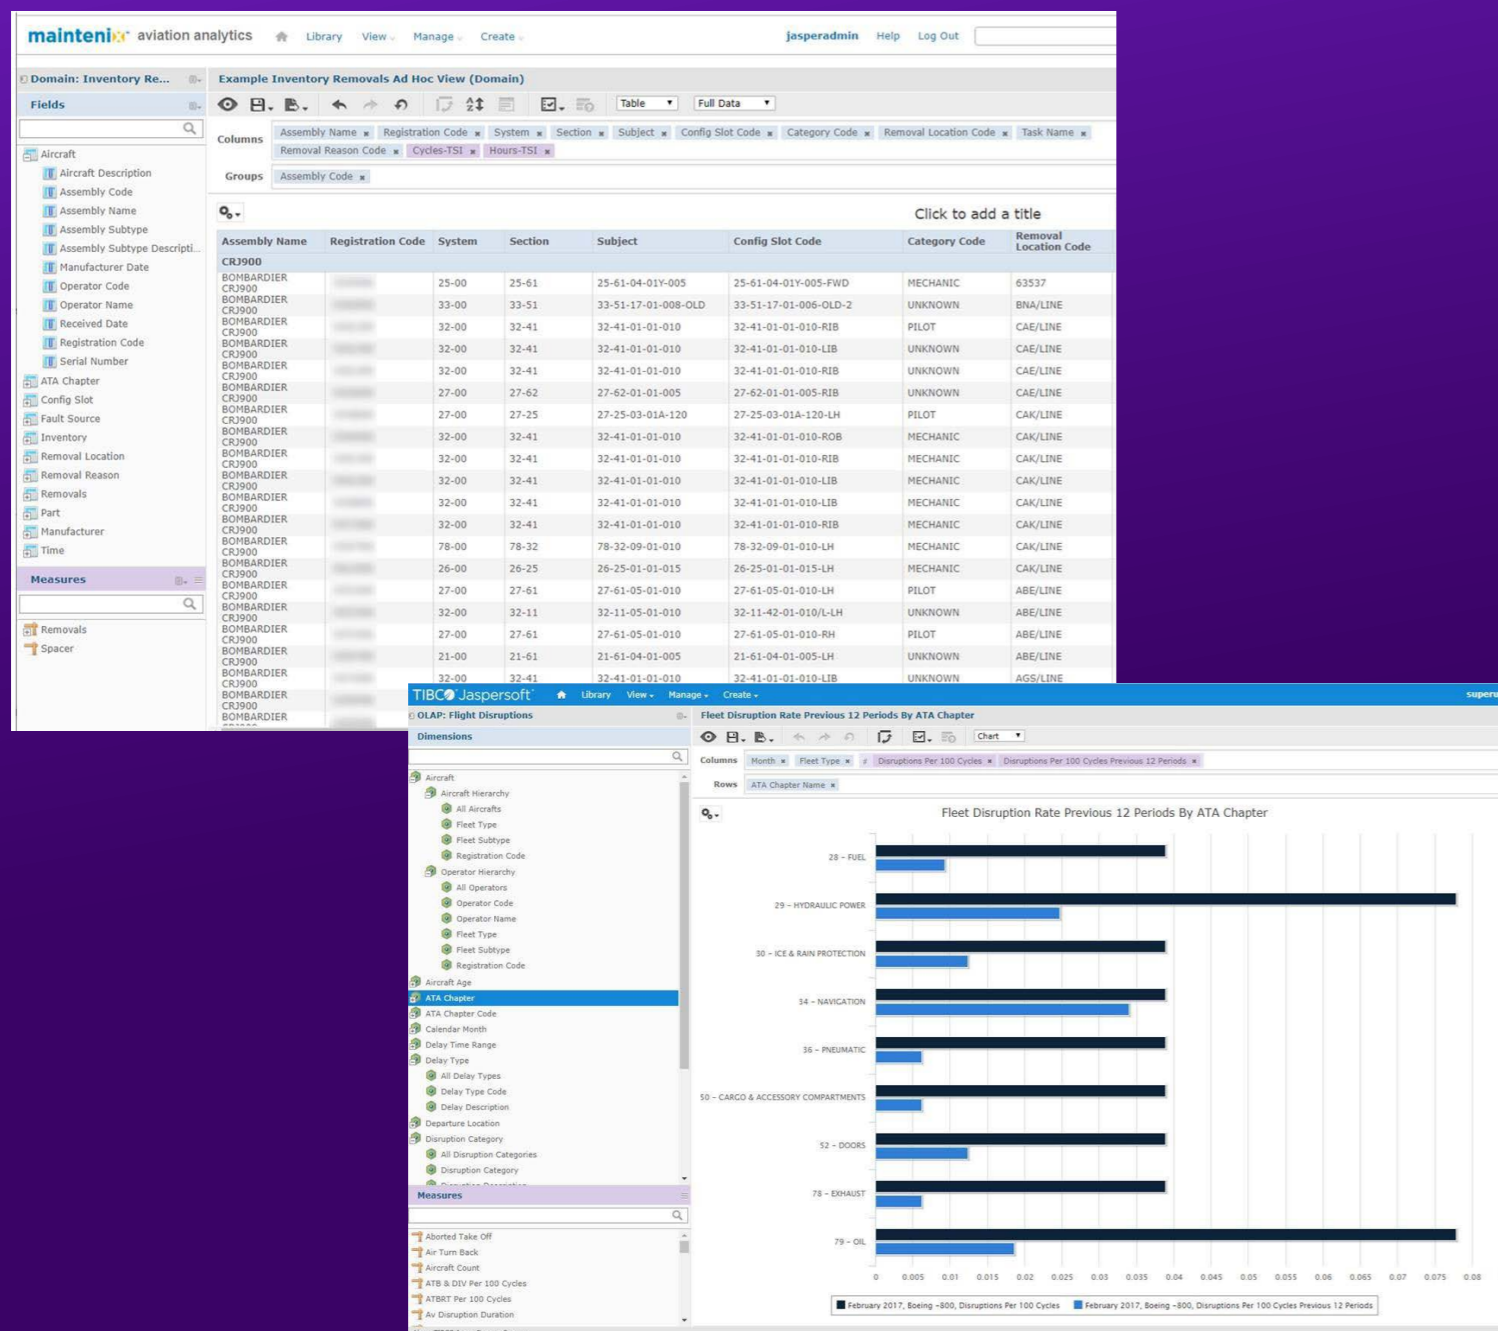 maintenix aviation analytics Library View Manage Create jasperadmin Help Log Out
Domain: Inventory Re... Example Inventory Removals Ad Hoc View (Domain)
Fields
Table Full Data
Columns Assembly Name Registration Code System Section Subject Config Slot Code Category Code Removal Location Code Task Name
Removal Reason Code Cycles-TSI Hours-TSI
Groups Assembly Code
Aircraft
Aircraft Description
Assembly Code
Assembly Name
Assembly Subtype
Assembly Subtype Descripti...
Manufacturer Date
Operator Code
Operator Name
Received Date
Registration Code
Serial Number
ATA Chapter
Config Slot
Fault Source
Inventory
Removal Location
Removal Reason
Removals
Part
Manufacturer
Time
Measures
Removals
Spacer
Click to add a title
Assembly Name Registration Code System Section Subject Config Slot Code Category Code Removal Location Code
CRJ900
BOMBARDIER CRJ900 25-00 25-61 25-61-04-01Y-005 25-61-04-01Y-005-FWD MECHANIC 63537
BOMBARDIER CRJ900 33-00 33-51 33-51-17-01-008-OLD 33-51-17-01-006-OLD-2 UNKNOWN BNA/LINE
BOMBARDIER CRJ900 32-00 32-41 32-41-01-01-010 32-41-01-01-010-RIB PILOT CAE/LINE
BOMBARDIER CRJ900 32-00 32-41 32-41-01-01-010 32-41-01-01-010-LIB UNKNOWN CAE/LINE
BOMBARDIER CRJ900 32-00 32-41 32-41-01-01-010 32-41-01-01-010-RIB UNKNOWN CAE/LINE
BOMBARDIER CRJ900 27-00 27-62 27-62-01-01-005 27-62-01-01-005-RIB UNKNOWN CAE/LINE
BOMBARDIER CRJ900 27-00 27-25 27-25-03-01A-120 27-25-03-01A-120-LH PILOT CAK/LINE
BOMBARDIER CRJ900 32-00 32-41 32-41-01-01-010 32-41-01-01-010-ROB MECHANIC CAK/LINE
BOMBARDIER CRJ900 32-00 32-41 32-41-01-01-010 32-41-01-01-010-RIB MECHANIC CAK/LINE
BOMBARDIER CRJ900 32-00 32-41 32-41-01-01-010 32-41-01-01-010-LIB MECHANIC CAK/LINE
BOMBARDIER CRJ900 32-00 32-41 32-41-01-01-010 32-41-01-01-010-LIB MECHANIC CAK/LINE
BOMBARDIER CRJ900 32-00 32-41 32-41-01-01-010 32-41-01-01-010-RIB MECHANIC CAK/LINE
BOMBARDIER CRJ900 78-00 78-32 78-32-09-01-010 78-32-09-01-010-LH MECHANIC CAK/LINE
BOMBARDIER CRJ900 26-00 26-25 26-25-01-01-015 26-25-01-01-015-LH MECHANIC CAK/LINE
BOMBARDIER CRJ900 27-00 27-61 27-61-05-01-010 27-61-05-01-010-LH PILOT ABE/LINE
BOMBARDIER CRJ900 32-00 32-11 32-11-05-01-010 32-11-42-01-010/L-LH UNKNOWN ABE/LINE
BOMBARDIER CRJ900 27-00 27-61 27-61-05-01-010 27-61-05-01-010-RH PILOT ABE/LINE
BOMBARDIER CRJ900 21-00 21-61 21-61-04-01-005 21-61-04-01-005-LH UNKNOWN ABE/LINE
BOMBARDIER CRJ900 32-00 32-41 32-41-01-01-010 32-41-01-01-010-LIB UNKNOWN AGS/LINE
BOMBARDIER CRJ900
BOMBARDIER
TIBCO Jaspersoft Library View Manage Create superu
OLAP: Flight Disruptions Fleet Disruption Rate Previous 12 Periods By ATA Chapter
Dimensions
Chart
Columns Month Fleet Type # Disruptions Per 100 Cycles Disruptions Per 100 Cycles Previous 12 Periods
Rows ATA Chapter Name
Aircraft
Aircraft Hierarchy
All Aircrafts
Fleet Type
Fleet Subtype
Registration Code
Operator Hierarchy
All Operators
Operator Code
Operator Name
Fleet Type
Fleet Subtype
Registration Code
Aircraft Age
ATA Chapter
ATA Chapter Code
Calendar Month
Delay Time Range
Delay Type
All Delay Types
Delay Type Code
Delay Description
Departure Location
Disruption Category
All Disruption Categories
Disruption Category
Measures
Aborted Take Off
Air Turn Back
Aircraft Count
ATB & DIV Per 100 Cycles
ATBRT Per 100 Cycles
Av Disruption Duration
Fleet Disruption Rate Previous 12 Periods By ATA Chapter
28 - FUEL
29 - HYDRAULIC POWER
30 - ICE & RAIN PROTECTION
34 - NAVIGATION
36 - PNEUMATIC
50 - CARGO & ACCESSORY COMPARTMENTS
52 - DOORS
78 - EXHAUST
79 - OIL
0 0.005 0.01 0.015 0.02 0.025 0.03 0.035 0.04 0.045 0.05 0.055 0.06 0.065 0.07 0.075 0.08
February 2017, Boeing -800, Disruptions Per 100 Cycles February 2017, Boeing -800, Disruptions Per 100 Cycles Previous 12 Periods